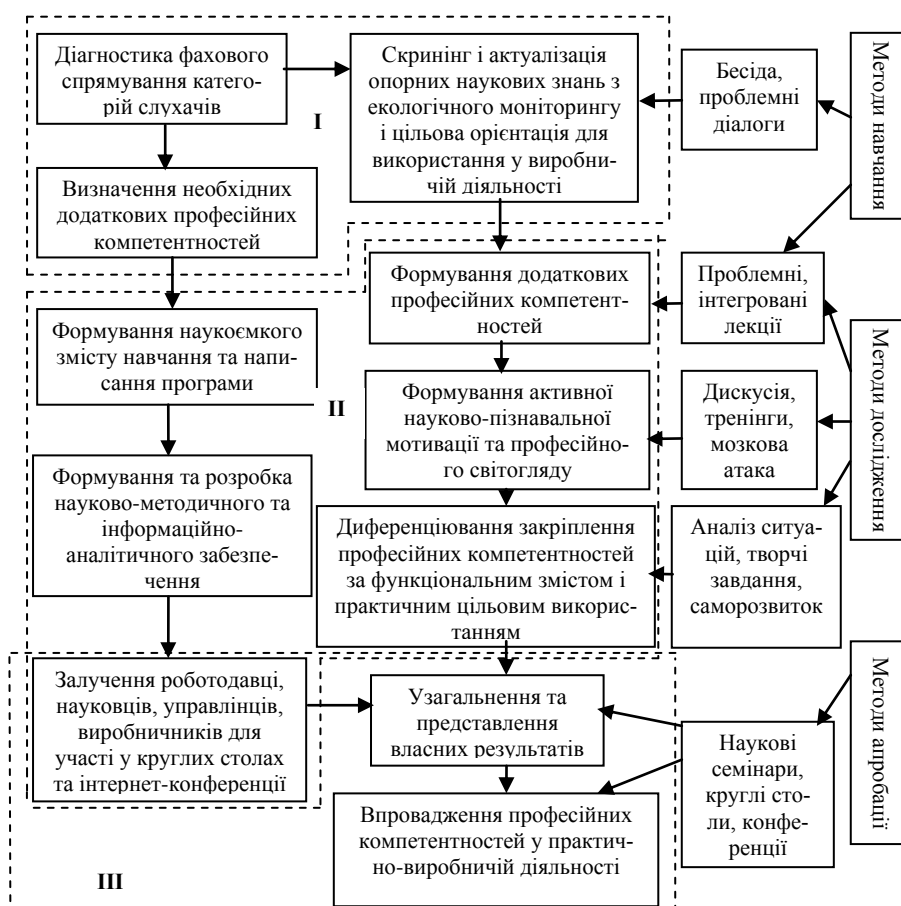 Діагностика фахового
спрямування катего-
рій слухачів
Скринінг і актуалізація
опорних наукових знань з
екологічного моніторингу
і цільова орієнтація для
використання у виробни-
чій діяльності
Бесіда,
проблемні
діалоги
Методи навчання
I
Визначення необхідних
додаткових професійних
компетентностей
Формування додаткових
професійних компетент-
ностей
Проблемні,
інтегровані
лекції
Формування наукоємкого
змісту навчання та напи-
сання програми
II
Формування активної
науково-пізнавальної
мотивації та професійно-
го світогляду
Дискусія,
тренінги,
мозкова
атака
Методи дослідження
Формування та розробка
науково-методичного та
інформаційно-
аналітичного забезпе-
чення
Диференціювання закріплення
професійних компетентностей
за функціональним змістом і
практичним цільовим викорис-
танням
Аналіз ситуа-
цій, творчі
завдання,
саморозвиток
Залучення роботодавці,
науковців, управлінців,
виробничників для
участі у круглих столах
та інтернет-конференції
Узагальнення та
представлення
власних результатів
Наукові
семінари,
круглі сто-
ли, конфе-
ренції
Методи апробації
Впровадження професійних
компетентностей у практич-
но-виробничій діяльності
III